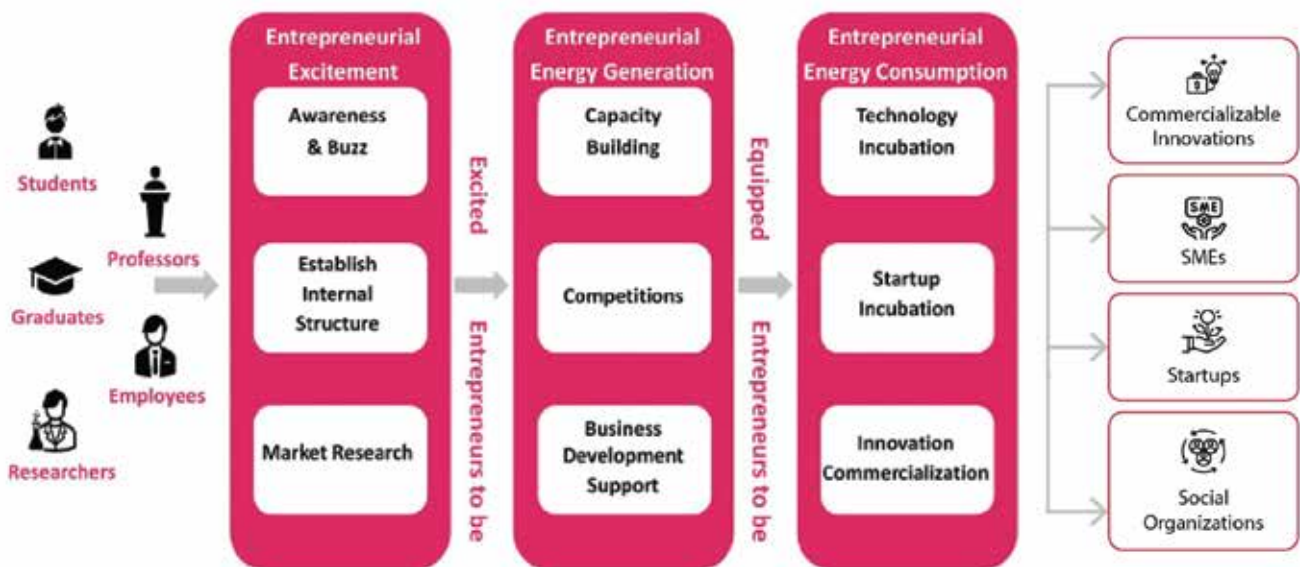 Students
Professors
Graduates
Employees
Researchers
Entrepreneurial
Excitement
Awareness
& Buzz
Establish
Internal
Structure
Market Research
Excited
Entrepreneurs to be
Entrepreneurial
Energy Generation
Capacity
Building
Competitions
Business
Development
Support
Equipped
Entrepreneurs to be
Entrepreneurial
Energy Consumption
Technology
Incubation
Startup
Incubation
Innovation
Commercialization
Commercializable
Innovations
SME
SMEs
Startups
Social
Organizations